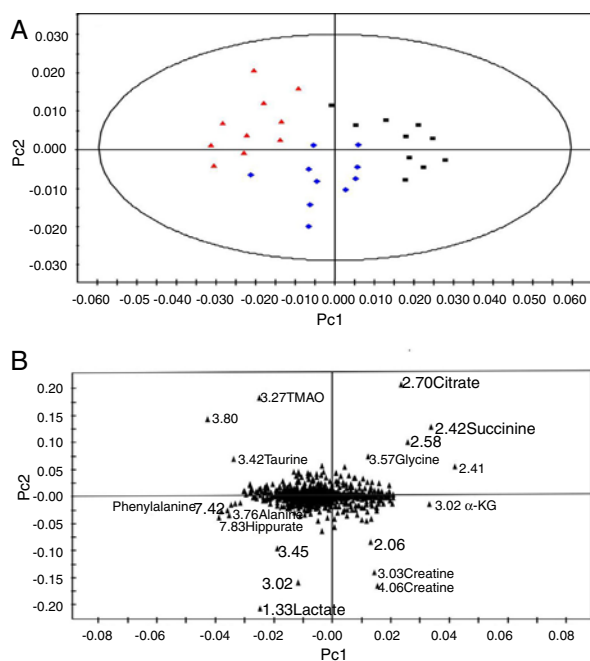 A
Pc2
0.030
0.020
0.010
0.000
-0.010
-0.020
-0.030
-0.060 -0.050 -0.040 -0.030 -0.020 -0.010 0.000 0.010 0.020 0.030 0.040 0.050 0.060
Pc1
B
Pc2
0.20
0.15
0.10
0.05
-0.00
-0.05
-0.10
-0.15
-0.20
2.70Citrate
3.27TMAO
3.80
2.42Succinine
2.58
3.42Taurine
3.57Glycine
2.41
Phenylalanine
7.42
3.76Alanine
3.02 α-KG
7.83Hippurate
3.45
2.06
3.02
3.03Creatine
4.06Creatine
1.33Lactate
-0.08 -0.06 -0.04 -0.02 -0.00 0.02 0.04 0.06 0.08
Pc1